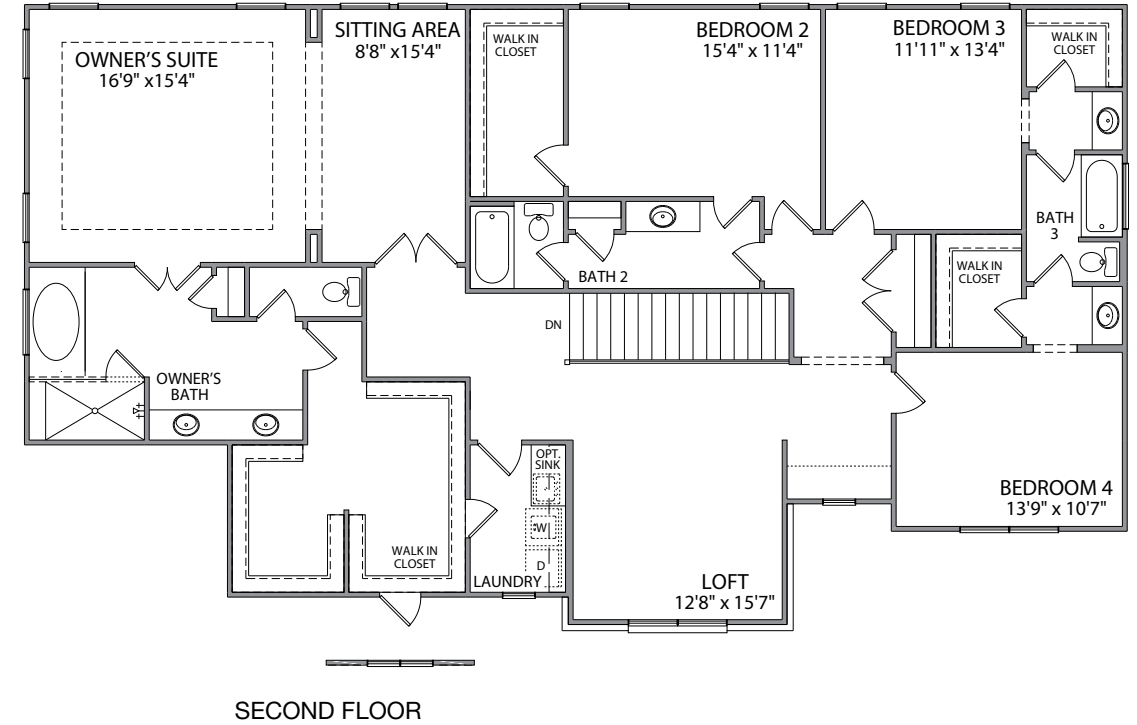 OWNER'S SUITE
16'9" x15'4"
SITTING AREA
8'8" x15'4"
WALK IN
CLOSET
BEDROOM 2
15'4" x 11'4"
BEDROOM 3
11'11" x 13'4"
WALK IN
CLOSET
BATH
3
BATH 2
WALK IN
CLOSET
DN
OWNER'S
BATH
OPT.
SINK
W
D
LAUNDRY
WALK IN
CLOSET
LOFT
12'8" x 15'7"
BEDROOM 4
13'9" x 10'7"
SECOND FLOOR